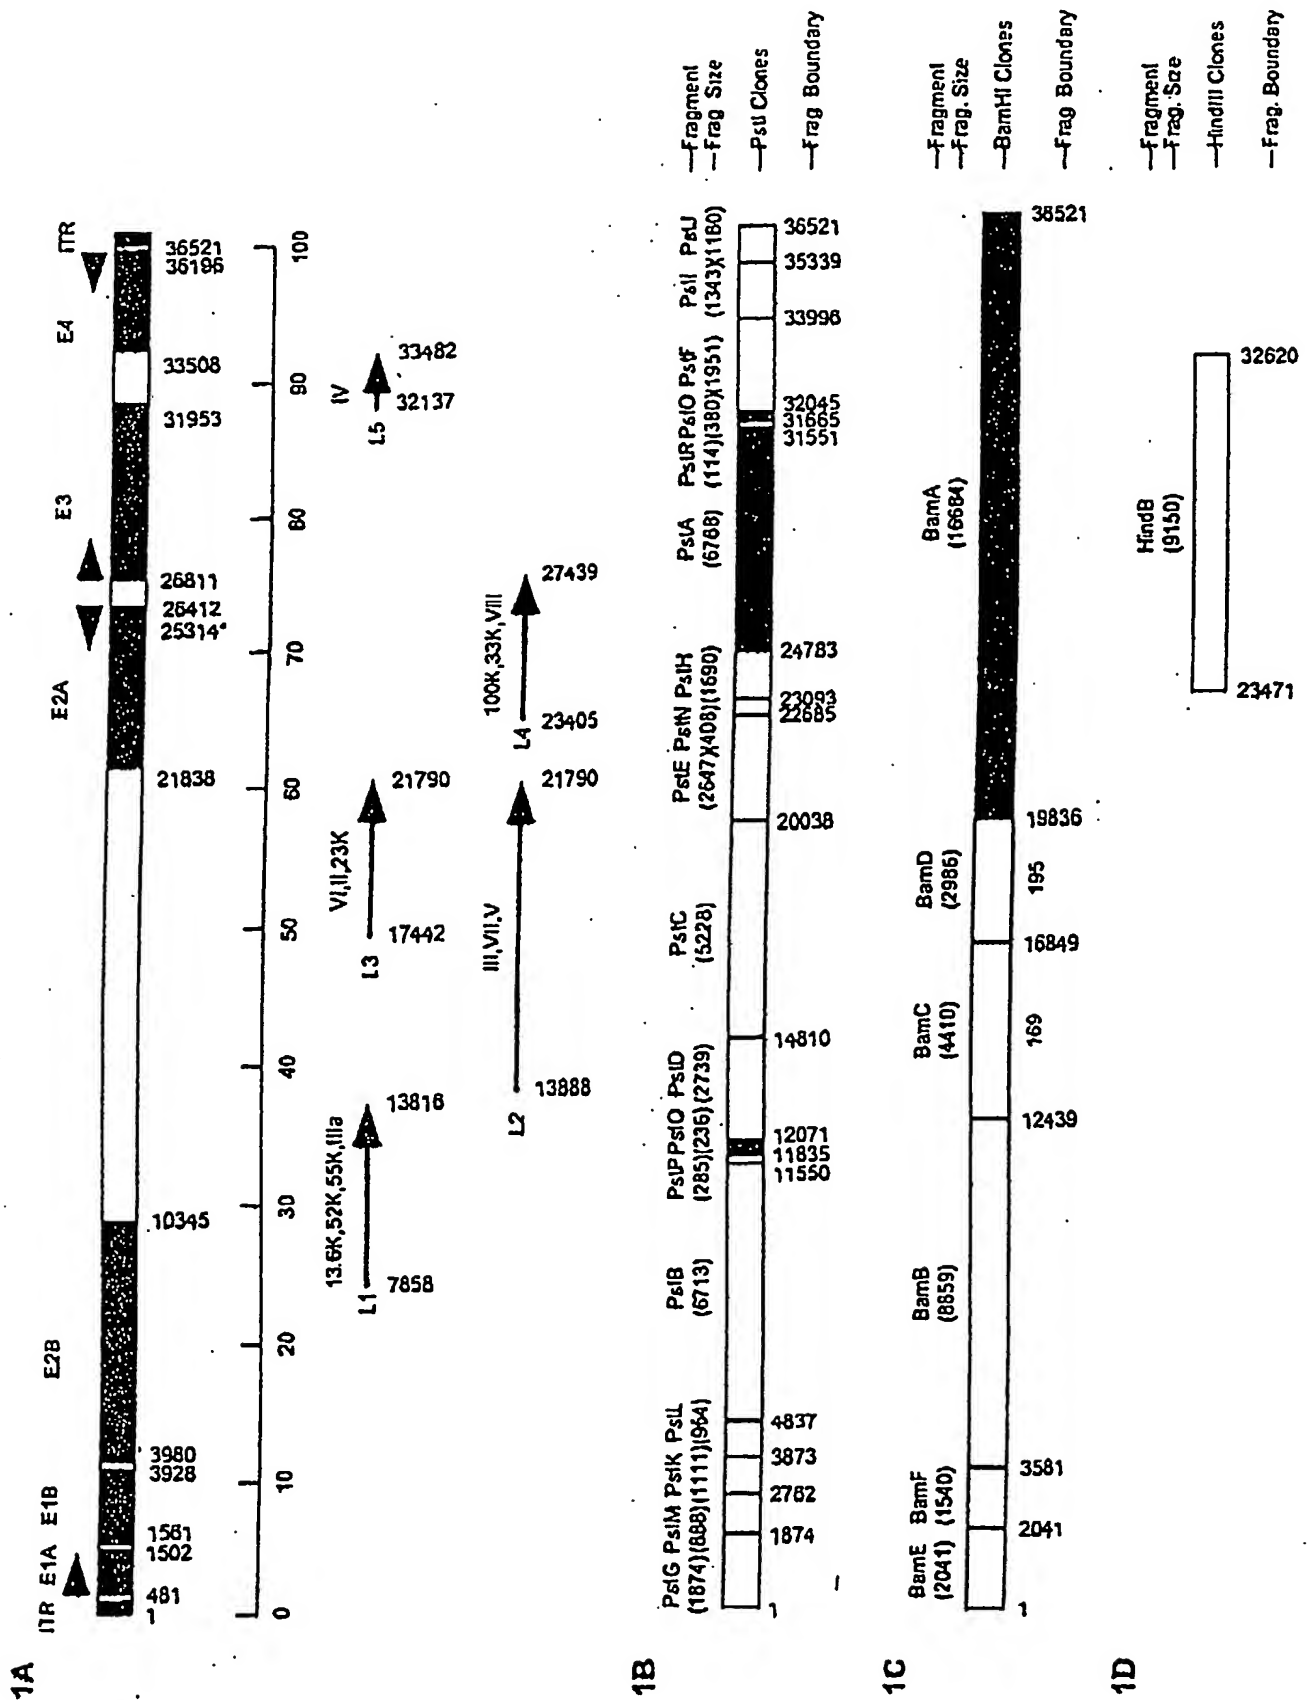 1A
ITR E1A E1B E2B E2A E3 E4 ITR
1 481 1502 1561 3928 3980 10345 21838 25314* 26412 26811 31953 33508 36196 36521
0 10 20 30 40 50 60 70 80 90 100
13.6K,52K,55K,IIIa VI,II,23K IV
L1 7858 13816 L3 17442 21790 L5 32137 33482
III,VII,V 100K,33K,VIII
L2 13888 21790 L4 23405 27439
1B
PstG PstM PstK PstL PstB PstP PstQ PstD PstC PstE PstN PstH PstA PstR PstO PstF PstI PstJ —Fragment
(1874)(888)(1111)(964) (6713) (285)(236)(2739) (5228) (2647)(408)(1690) (6768) (114)(380)(1951) (1343)(1180) —Frag Size
—PstI Clones
1 1874 2762 3873 4837 11550 11835 12071 14810 20038 22685 23093 24783 31551 31665 32045 33996 35339 36521 —Frag Boundary
1C
BamE BamF BamB BamC BamD BamA —Fragment
(2041) (1540) (8859) (4410) (2986) (16684) —Frag. Size
—BamHI Clones
1 2041 3581 12439 169 16849 195 19836 36521 —Frag Boundary
1D
HindB —Fragment
(9150) —Frag. Size
—HindIII Clones
23471 32620 —Frag. Boundary